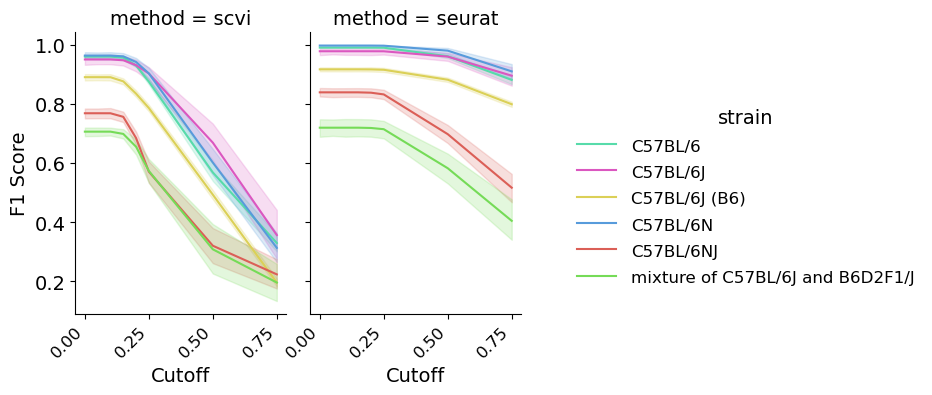 method = scvi
method = seurat
1.0
0.8
0.6
0.4
0.2
F1 Score
0.00
0.25
0.50
0.75
Cutoff
0.00
0.25
0.50
0.75
Cutoff
strain
C57BL/6
C57BL/6J
C57BL/6J (B6)
C57BL/6N
C57BL/6NJ
mixture of C57BL/6J and B6D2F1/J